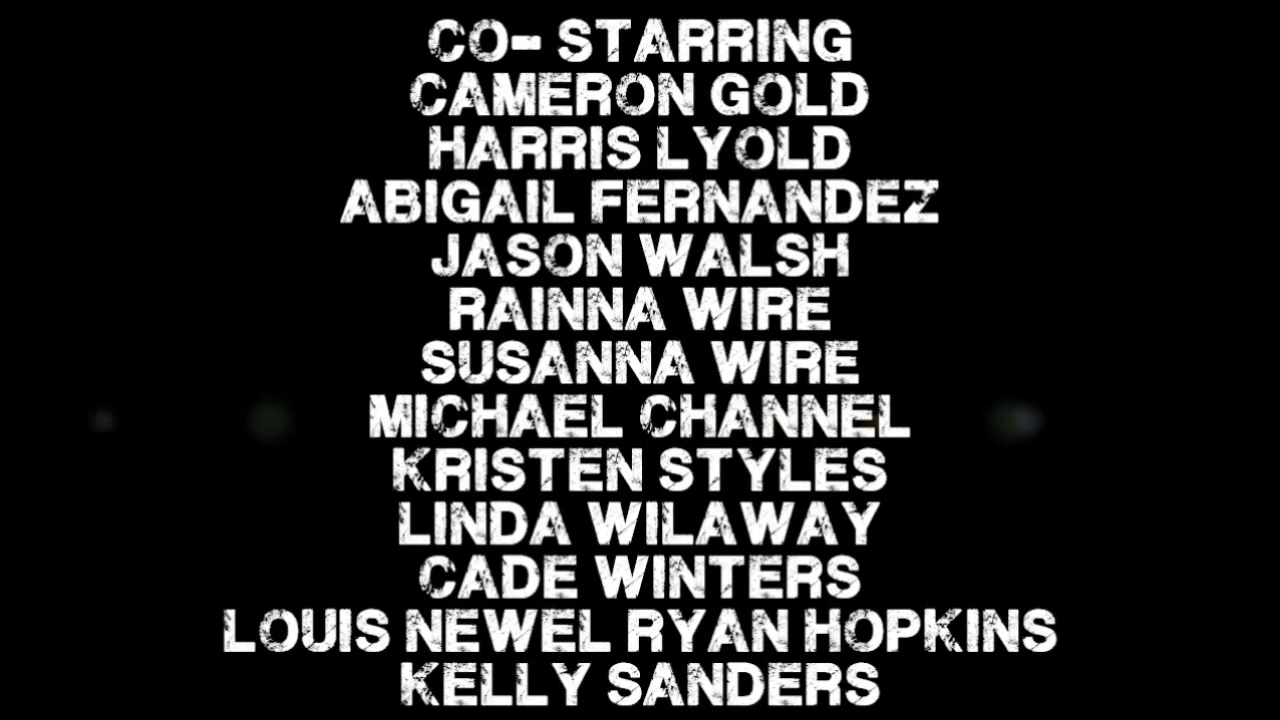 CO- STARRING
CAMERON GOLD
HARRIS LYOLD
ABIGAIL FERNANDEZ
JASON WALSH
RAINNA WIRE
SUSANNA WIRE
MICHAEL CHANNEL
KRISTEN STYLES
LINDA WILAWAY
CADE WINTERS
LOUIS NEWEL RYAN HOPKINS
KELLY SANDERS